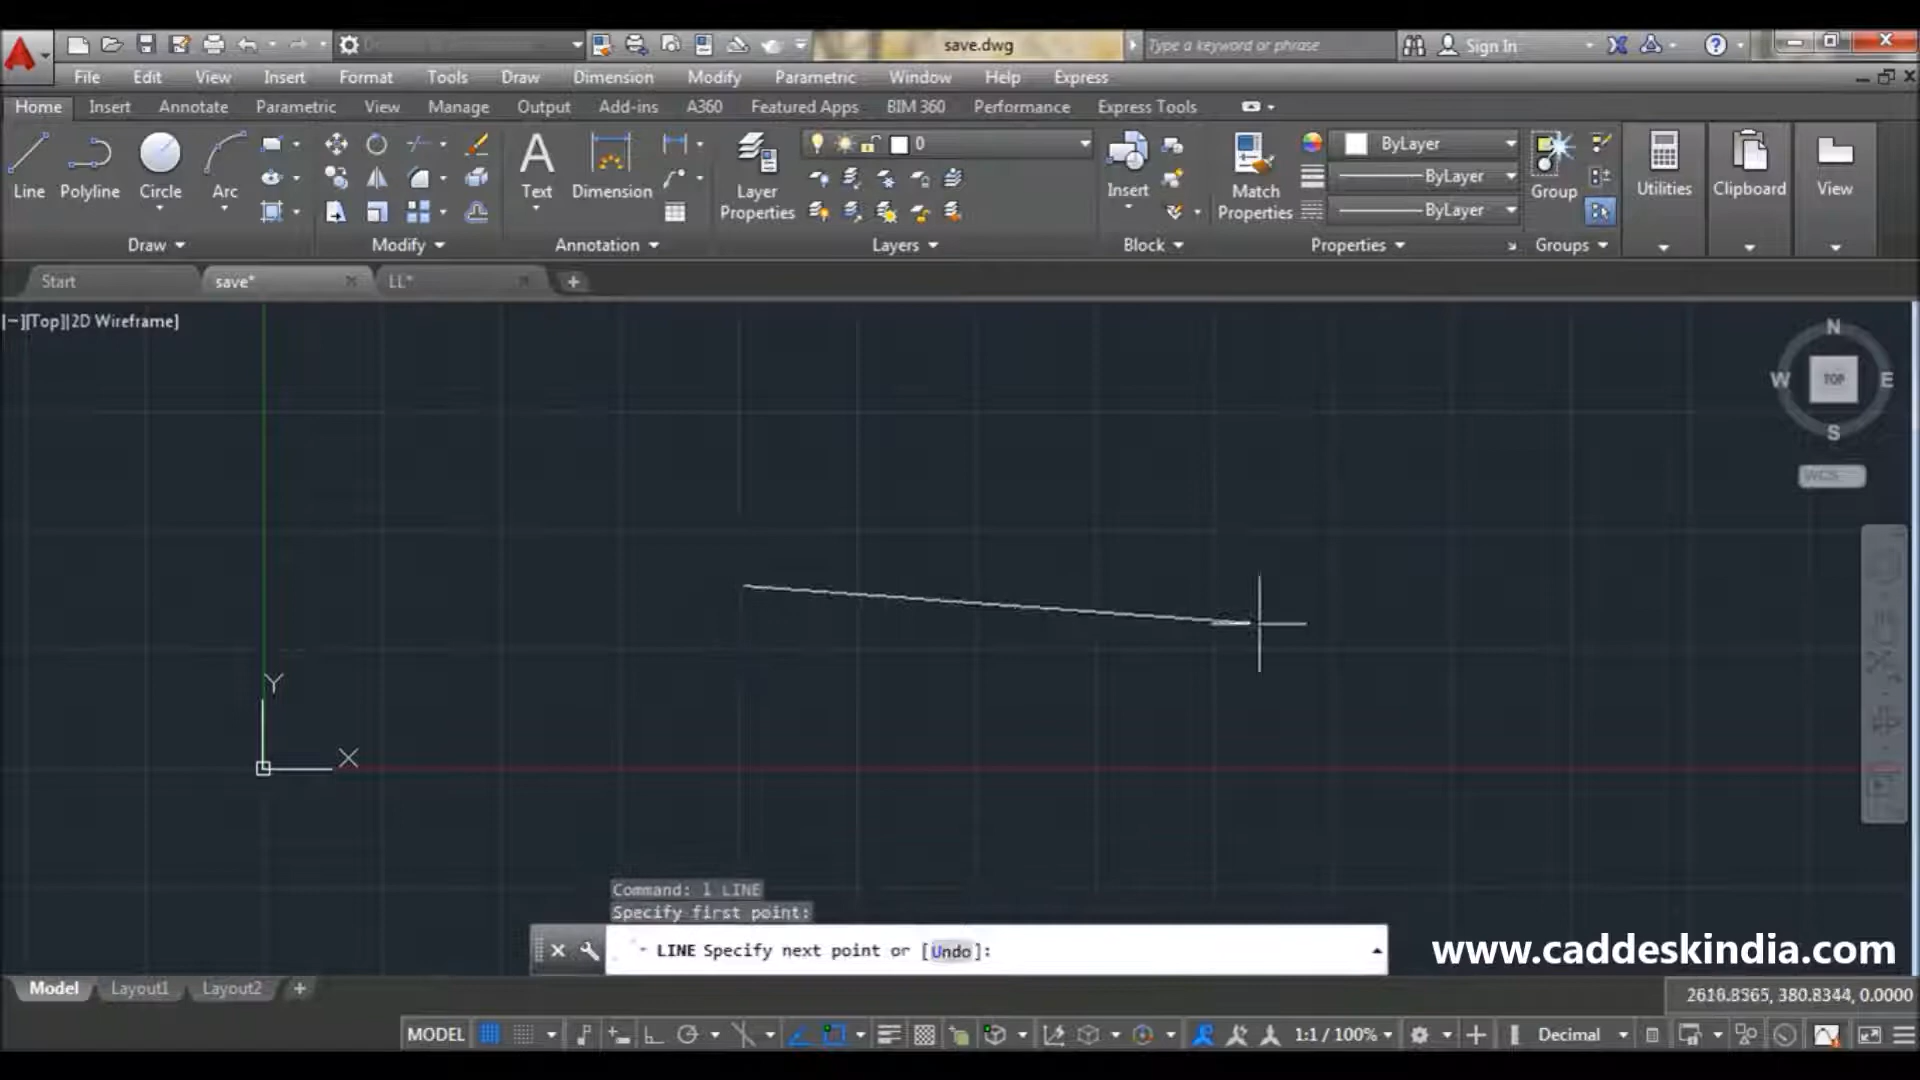 save.dwg
Type a keyword or phrase
Sign In
File Edit View Insert Format Tools Draw Dimension Modify Parametric Window Help Express
Home Insert Annotate Parametric View Manage Output Add-ins A360 Featured Apps BIM 360 Performance Express Tools
0
ByLayer
ByLayer
ByLayer
Line Polyline Circle Arc
Text Dimension
Layer Properties
Insert
Match Properties
Group
Utilities
Clipboard
View
Draw Modify Annotation Layers Block Properties Groups
Start save* LL*
[−][Top][2D Wireframe]
N
W TOP E
S
WCS
Y
X
Command: l LINE
Specify first point:
LINE Specify next point or [Undo]:
www.caddeskindia.com
Model Layout1 Layout2 +
380.8344, 0.0000
MODEL 1:1 / 100% Decimal